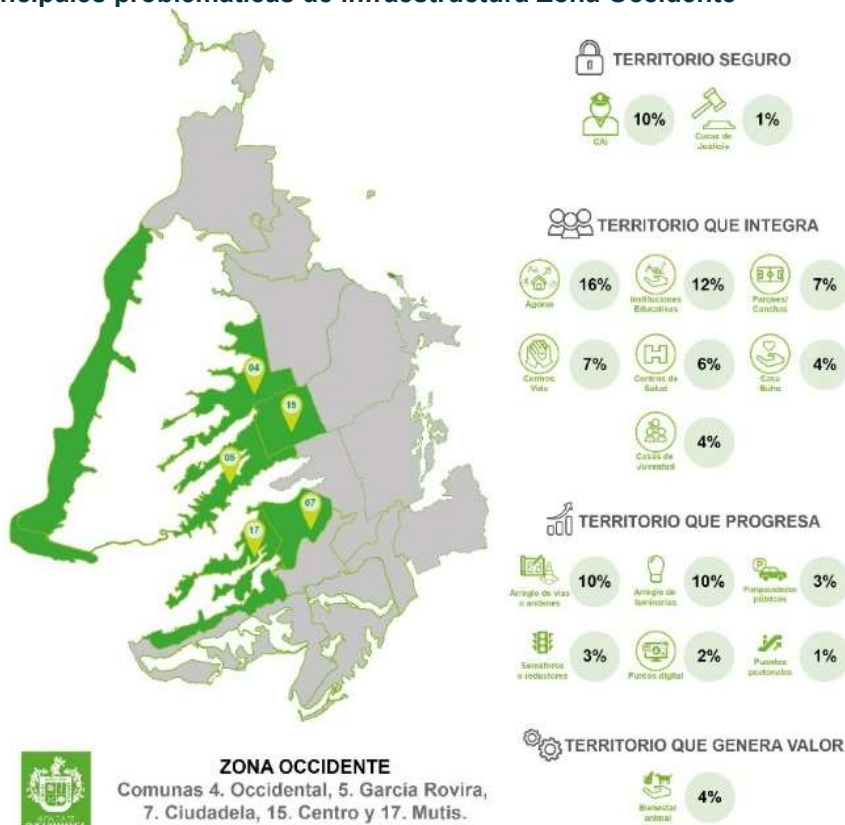 ncipales problemáticas de infraestructura Zona Occidente
TERRITORIO SEGURO
10%
1%
CAI
Casas de
Justicia
TERRITORIO QUE INTEGRA
16%
12%
7%
Agoras
Instituciones
Educativas
Parques/
Canchas
7%
6%
4%
Centros
Vida
Centros de
Salud
Casa
Búho
4%
Casas de
Juventud
04
15
05
07
17
TERRITORIO QUE PROGRESA
10%
10%
3%
Arreglo de vías
o andenes
Arreglo de
luminarias
Parqueaderos
públicos
3%
2%
1%
Semáforos
o reductores
Puntos digital
Puentes
peatonales
TERRITORIO QUE GENERA VALOR
4%
Bienestar
animal
ZONA OCCIDENTE
Comunas 4. Occidental, 5. García Rovira,
7. Ciudadela, 15. Centro y 17. Mutis.